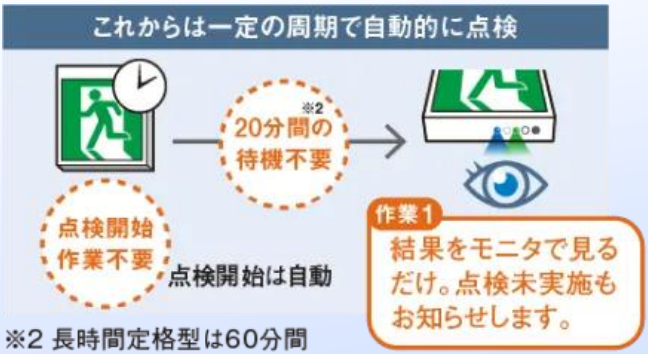 これからは一定の周期で自動的に点検
※2
20分間の
待機不要
点検開始
作業不要
点検開始は自動
作業1
結果をモニタで見る
だけ。点検未実施も
お知らせします。
※2 長時間定格型は60分間